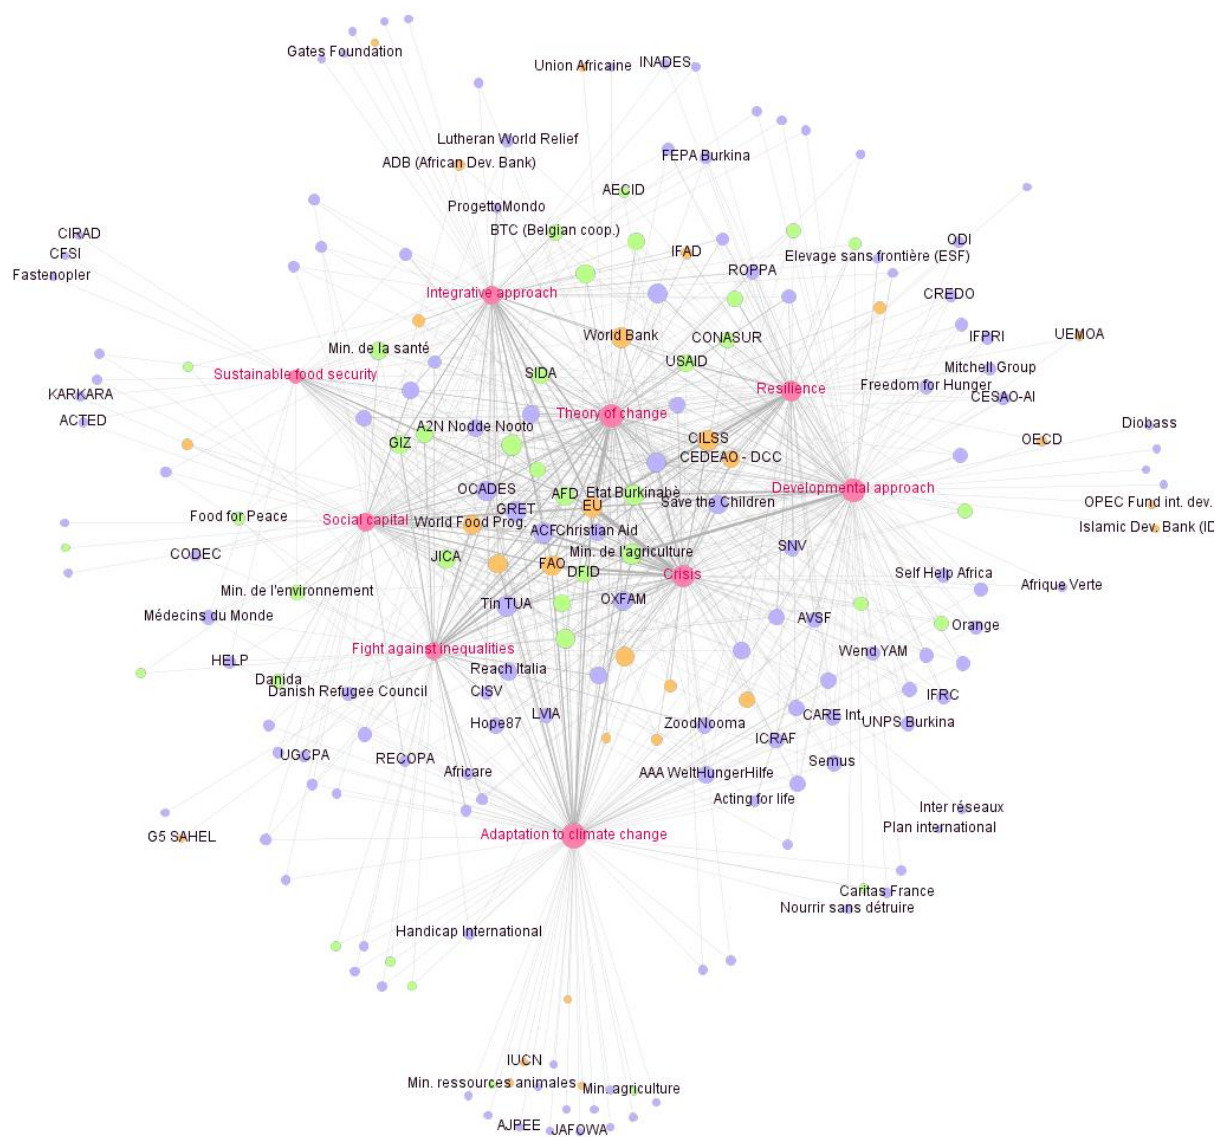 Gates Foundation
Union Africaine
INADES
Lutheran World Relief
ADB (African Dev. Bank)
FEPA Burkina
AECID
ProgettoMondo
BTC (Belgian coop.)
CIRAD
CFSI
Fastenopler
IFAD
ODI
Elevage sans frontière (ESF)
ROPPA
Integrative approach
CREDO
World Bank
CONASUR
IFPRI
UEMOA
Min. de la santé
USAID
Mitchell Group
Sustainable food security
SIDA
Resilience
Freedom for Hunger
KARKARA
CESAO-AI
ACTED
Theory of change
A2N Nodde Nooto
GIZ
CILSS
Diobass
OECD
CEDEAO - DCC
OCADES
AFD
Etat Burkinabè
Developmental approach
EU
Save the Children
OPEC Fund int. dev.
GRET
Food for Peace
Social capital
World Food Prog.
Islamic Dev. Bank (ID
ACF
Christian Aid
CODEC
JICA
Min. de l'agriculture
SNV
FAO
DFID
Crisis
Self Help Africa
Afrique Verte
Min. de l'environnement
Tin TUA
OXFAM
Médecins du Monde
AVSF
Orange
Fight against inequalities
Wend YAM
HELP
Reach Italia
Danida
Danish Refugee Council
CISV
IFRC
LVIA
CARE Int.
Hope87
ZoodNooma
UNPS Burkina
ICRAF
UGCPA
RECOPA
Semus
Africare
AAA WeltHungerHilfe
Acting for life
Inter réseaux
G5 SAHEL
Adaptation to climate change
Plan international
Caritas France
Nourrir sans détruire
Handicap International
IUCN
Min. ressources animales
Min. agriculture
AJPEE
JAFOWA